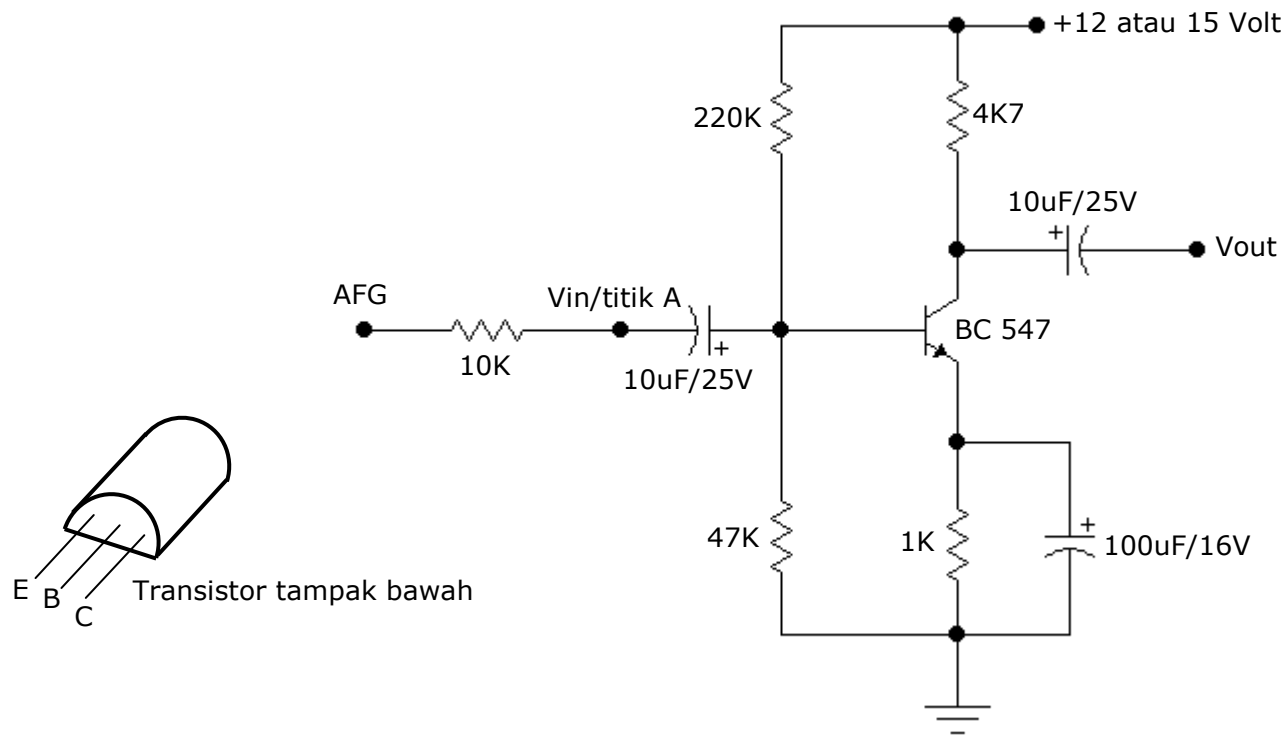 +12 atau 15 Volt
220K
4K7
10uF/25V
+
Vout
AFG
Vin/titik A
BC 547
10K
+
10uF/25V
47K
1K
+
100uF/16V
E
B
C
Transistor tampak bawah